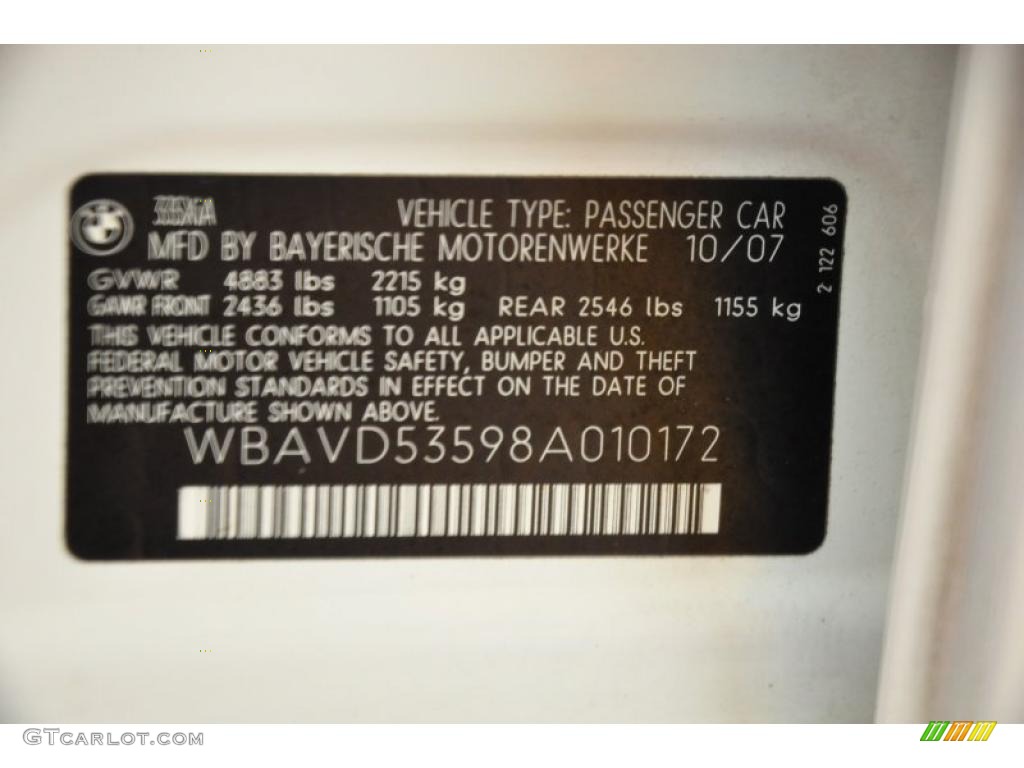 VEHICLE TYPE: PASSENGER CAR
MFD BY BAYERISCHE MOTORENWERKE 10/07
GVWR 4883 lbs 2215 kg
GAWR FRONT 2436 lbs 1105 kg REAR 2546 lbs 1155 kg
THIS VEHICLE CONFORMS TO ALL APPLICABLE U.S.
FEDERAL MOTOR VEHICLE SAFETY, BUMPER AND THEFT
PREVENTION STANDARDS IN EFFECT ON THE DATE OF
MANUFACTURE SHOWN ABOVE.
WBAVD53598A010172
2 122 606
GTCARLOT.COM